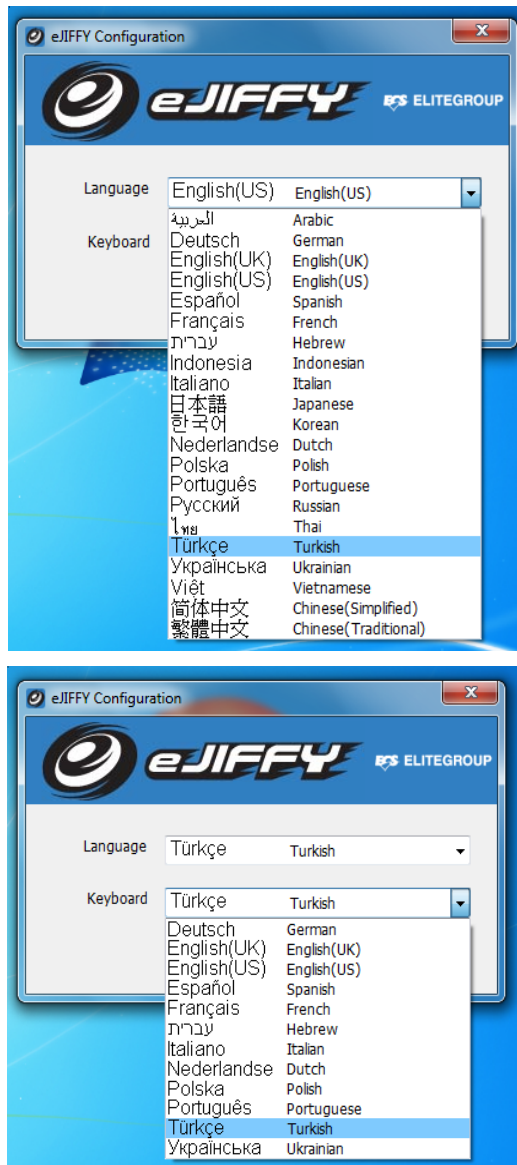 eJIFFY Configuration
eJIFFY ECS ELITEGROUP
Language English(US) English(US)
Keyboard
العربية Arabic
Deutsch German
English(UK) English(UK)
English(US) English(US)
Español Spanish
Français French
עברית Hebrew
Indonesia Indonesian
Italiano Italian
日本語 Japanese
한국어 Korean
Nederlandse Dutch
Polska Polish
Português Portuguese
Русский Russian
ไทย Thai
Türkçe Turkish
Українська Ukrainian
Việt Vietnamese
简体中文 Chinese(Simplified)
繁體中文 Chinese(Traditional)
eJIFFY Configuration
eJIFFY ECS ELITEGROUP
Language Türkçe Turkish
Keyboard Türkçe Turkish
Deutsch German
English(UK) English(UK)
English(US) English(US)
Español Spanish
Français French
עברית Hebrew
Italiano Italian
Nederlandse Dutch
Polska Polish
Português Portuguese
Türkçe Turkish
Українська Ukrainian